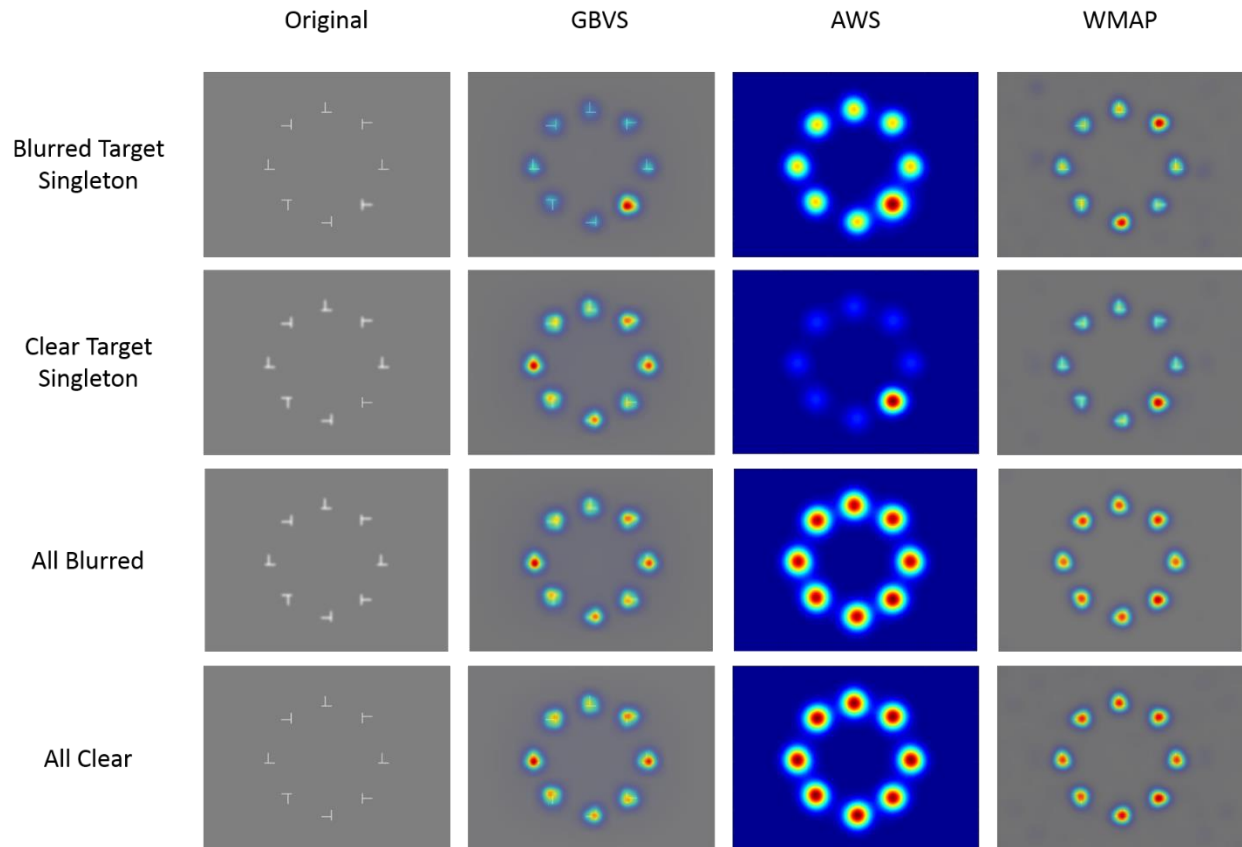 Original GBVS AWS WMAP
Blurred Target
Singleton
Clear Target
Singleton
All Blurred
All Clear